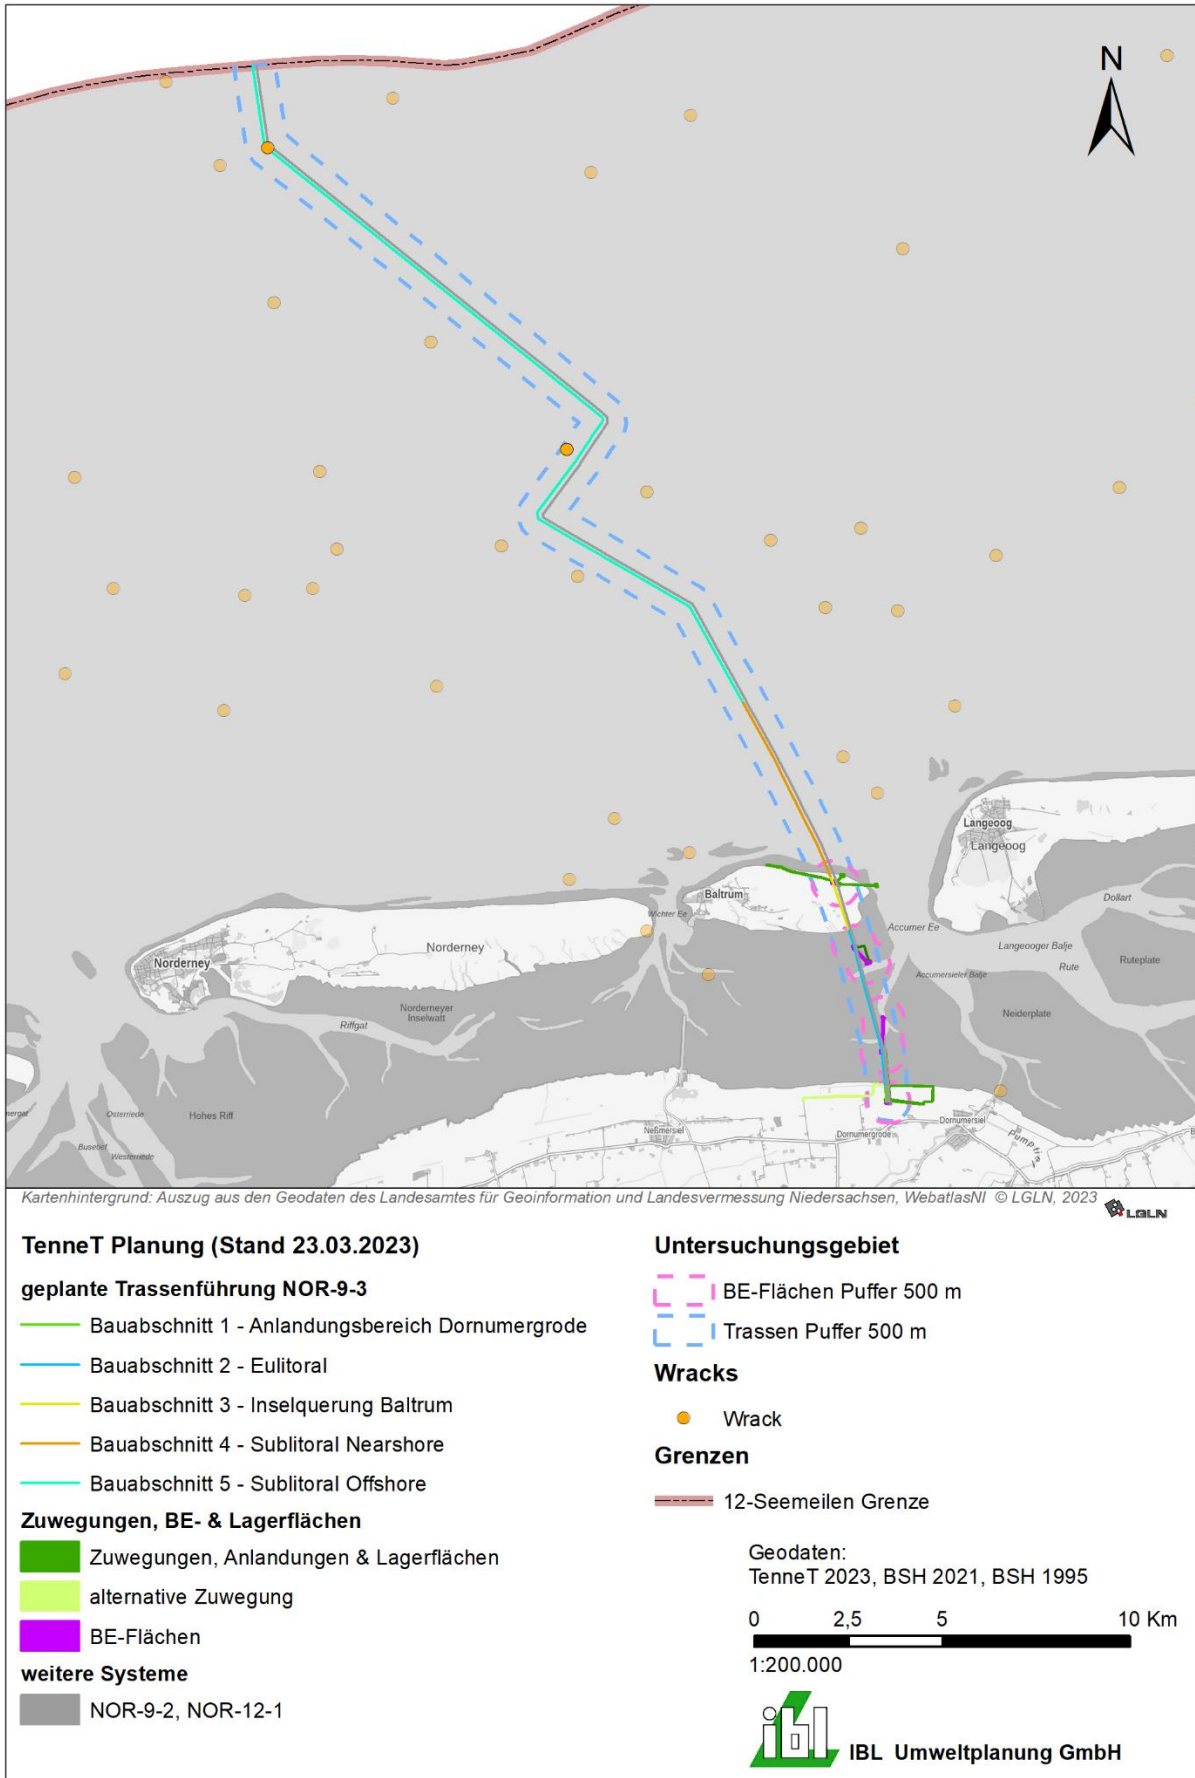 N
Langeoog
Langeoog
Baltrum
Dollart
Wichter Ee
Accumer Ee
Norderney
Norderney
Langeooger Balje
Rute
Ruteplate
Accumersieler Balje
Norderneyer
Inselwatt
Neiderplate
Riffgat
Osterriede
Hohes Riff
Busetief
Westerriede
Neßmersiel
Dornumergrode
Dornumersiel
Kartenhintergrund: Auszug aus den Geodaten des Landesamtes für Geoinformation und Landesvermessung Niedersachsen, WebatlasNI © LGLN, 2023
LGLN
TenneT Planung (Stand 23.03.2023)
geplante Trassenführung NOR-9-3
Bauabschnitt 1 - Anlandungsbereich Dornumergrode
Bauabschnitt 2 - Eulitoral
Bauabschnitt 3 - Inselquerung Baltrum
Bauabschnitt 4 - Sublitoral Nearshore
Bauabschnitt 5 - Sublitoral Offshore
Zuwegungen, BE- & Lagerflächen
Zuwegungen, Anlandungen & Lagerflächen
alternative Zuwegung
BE-Flächen
weitere Systeme
NOR-9-2, NOR-12-1
Untersuchungsgebiet
BE-Flächen Puffer 500 m
Trassen Puffer 500 m
Wracks
Wrack
Grenzen
12-Seemeilen Grenze
Geodaten:
TenneT 2023, BSH 2021, BSH 1995
0 2,5 5 10 Km
1:200.000
ibl
IBL Umweltplanung GmbH